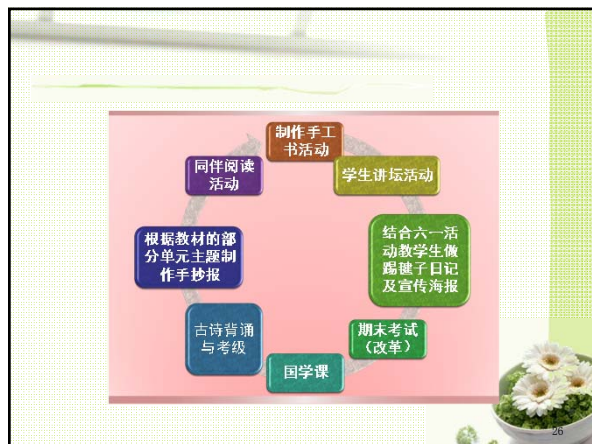 制作手工
书活动
学生讲坛活动
结合六一活
动教学生做
踢毽子日记
及宣传海报
期末考试
（改革）
国学课
古诗背诵
与考级
根据教材的部
分单元主题制
作手抄报
同伴阅读
活动
26